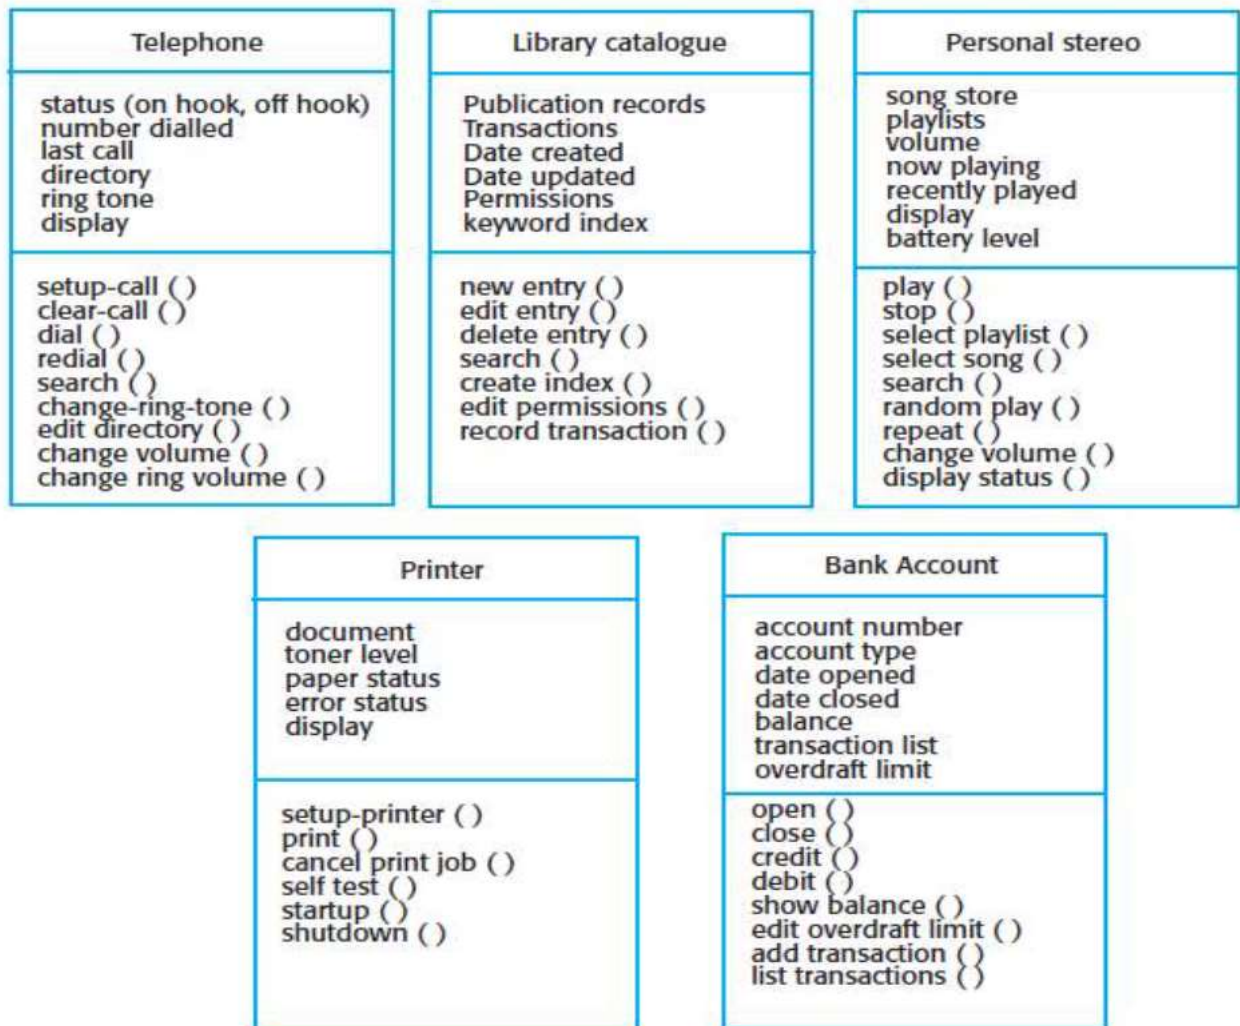 Telephone
status (on hook, off hook)
number dialled
last call
directory
ring tone
display
setup-call ( )
clear-call ( )
dial ( )
redial ( )
search ( )
change-ring-tone ( )
edit directory ( )
change volume ( )
change ring volume ( )
Library catalogue
Publication records
Transactions
Date created
Date updated
Permissions
keyword index
new entry ( )
edit entry ( )
delete entry ( )
search ( )
create index ( )
edit permissions ( )
record transaction ( )
Personal stereo
song store
playlists
volume
now playing
recently played
display
battery level
play ( )
stop ( )
select playlist ( )
select song ( )
search ( )
random play ( )
repeat ( )
change volume ( )
display status ( )
Printer
document
toner level
paper status
error status
display
setup-printer ( )
print ( )
cancel print job ( )
self test ( )
startup ( )
shutdown ( )
Bank Account
account number
account type
date opened
date closed
balance
transaction list
overdraft limit
open ( )
close ( )
credit ( )
debit ( )
show balance ( )
edit overdraft limit ( )
add transaction ( )
list transactions ( )